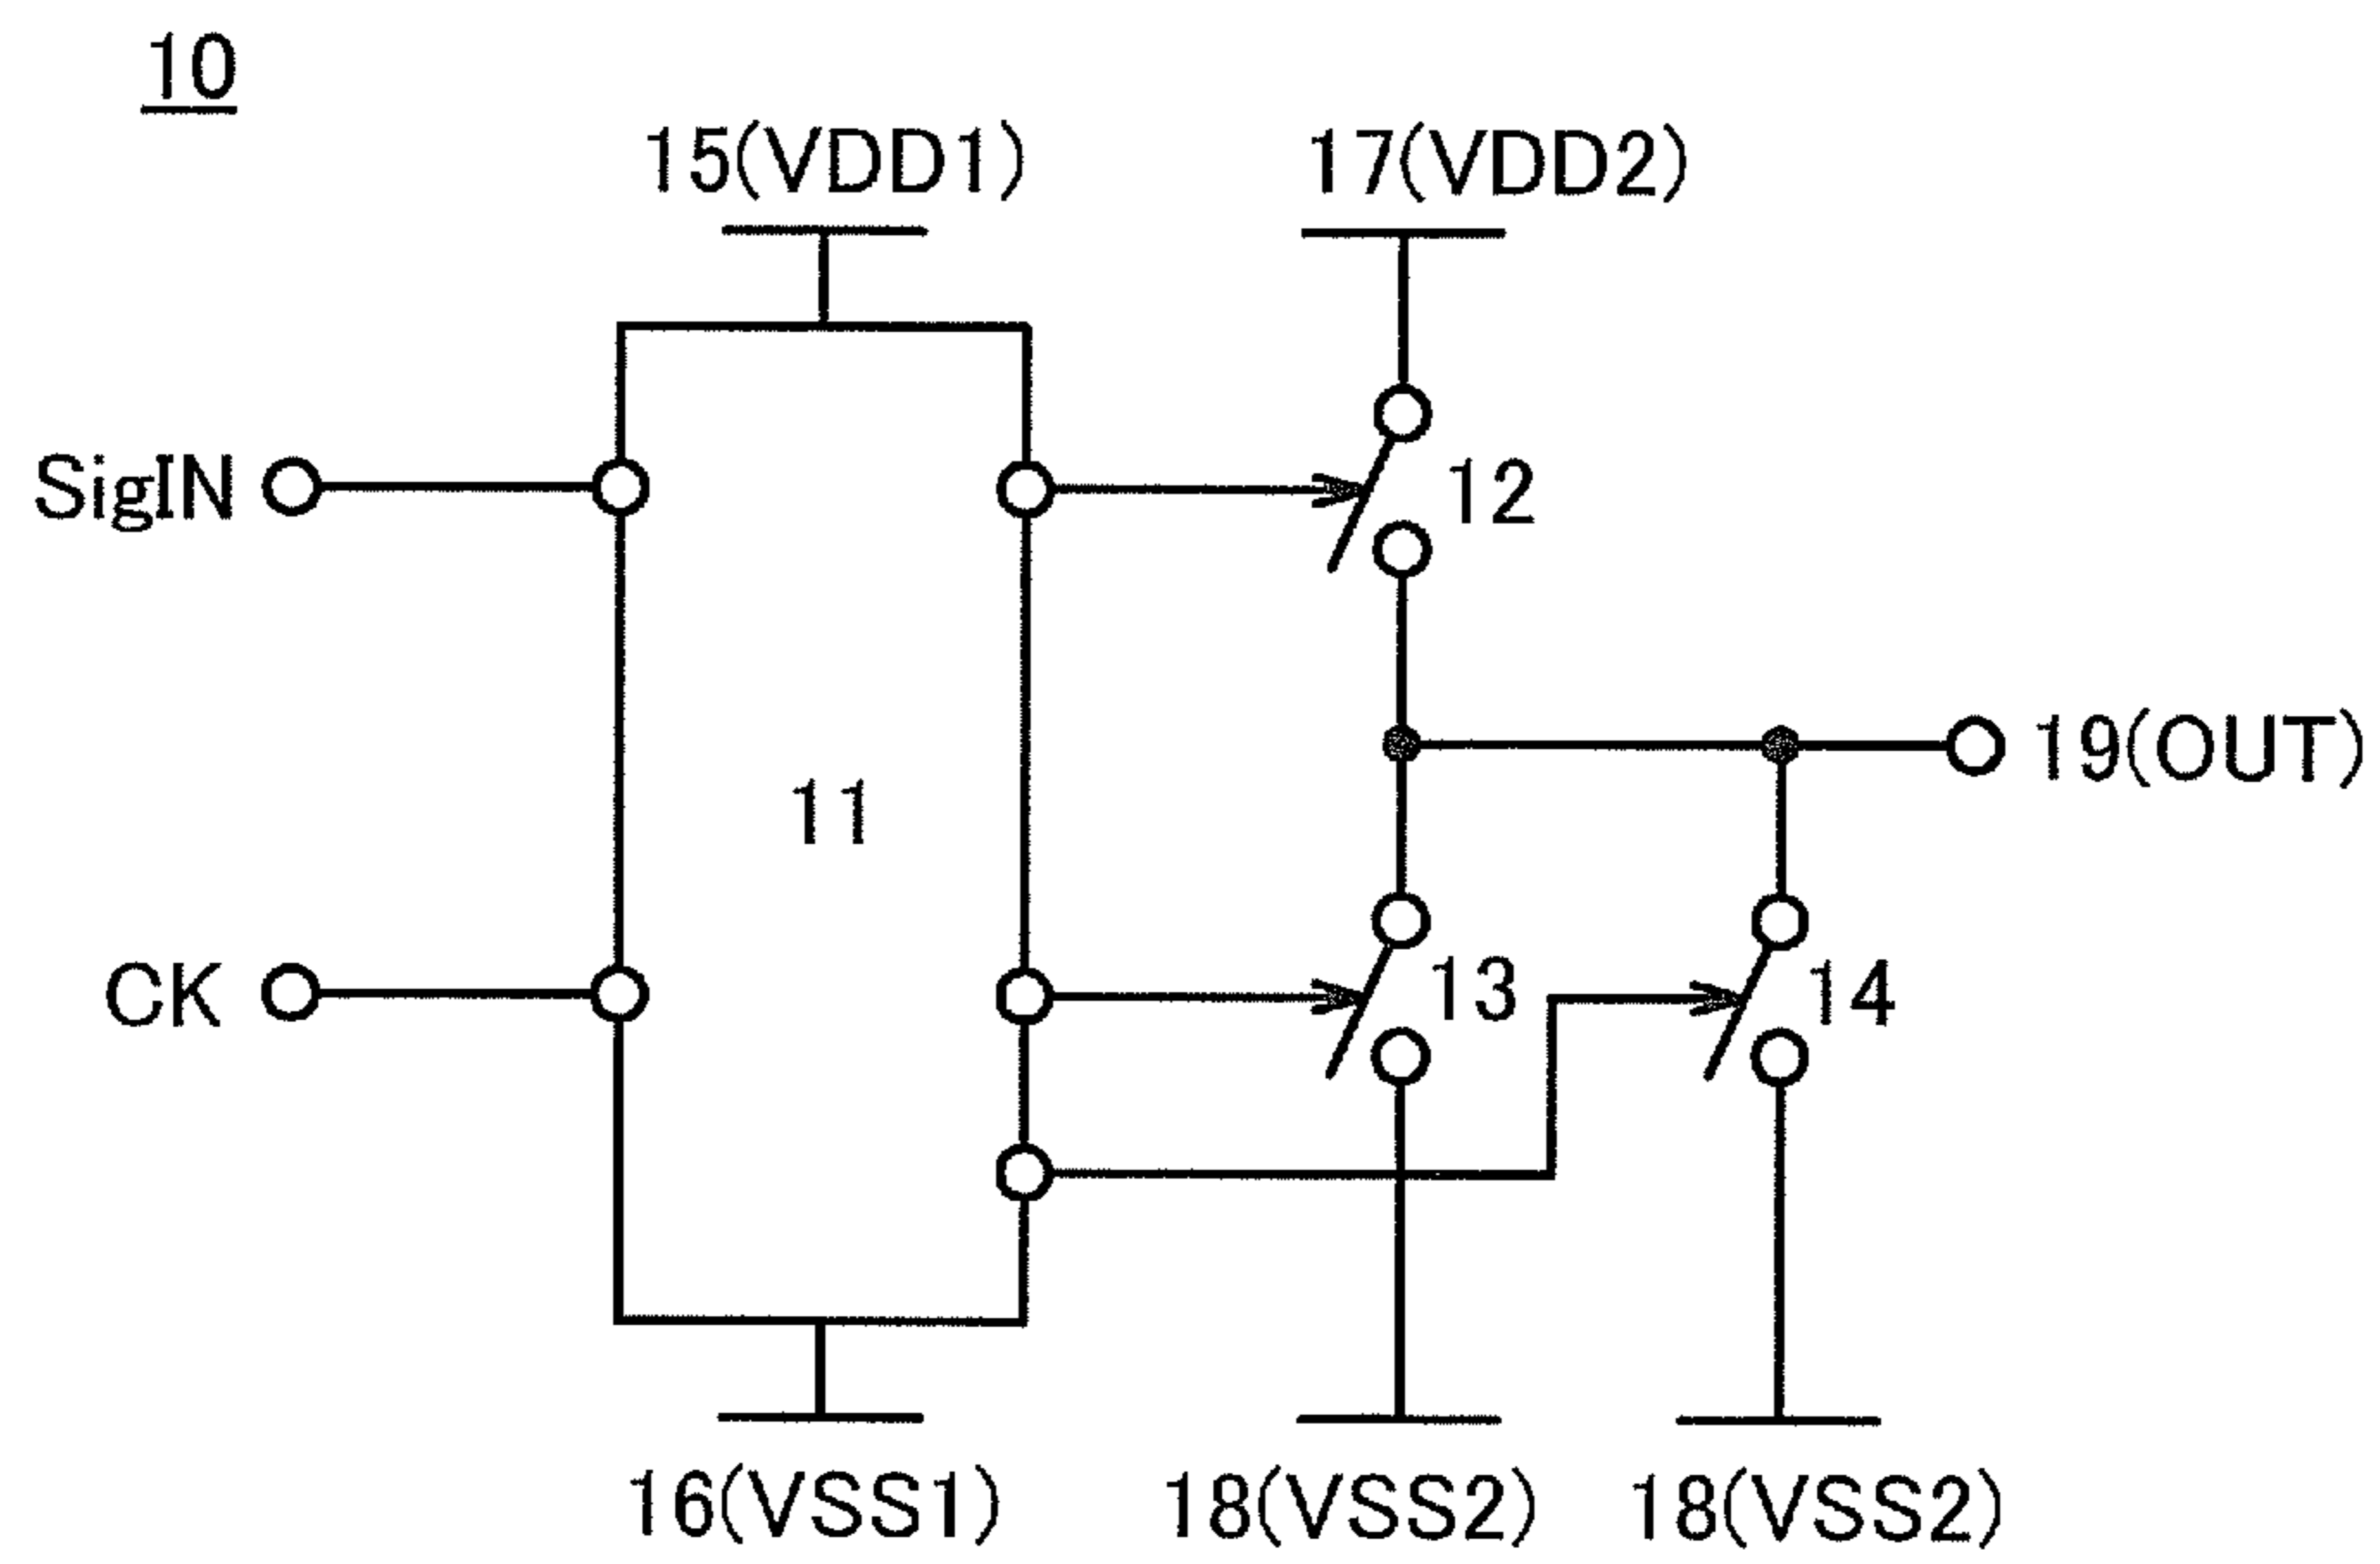 10
15(VDD1)
17(VDD2)
SigIN
12
19(OUT)
11
CK
13
14
16(VSS1)
18(VSS2)
18(VSS2)